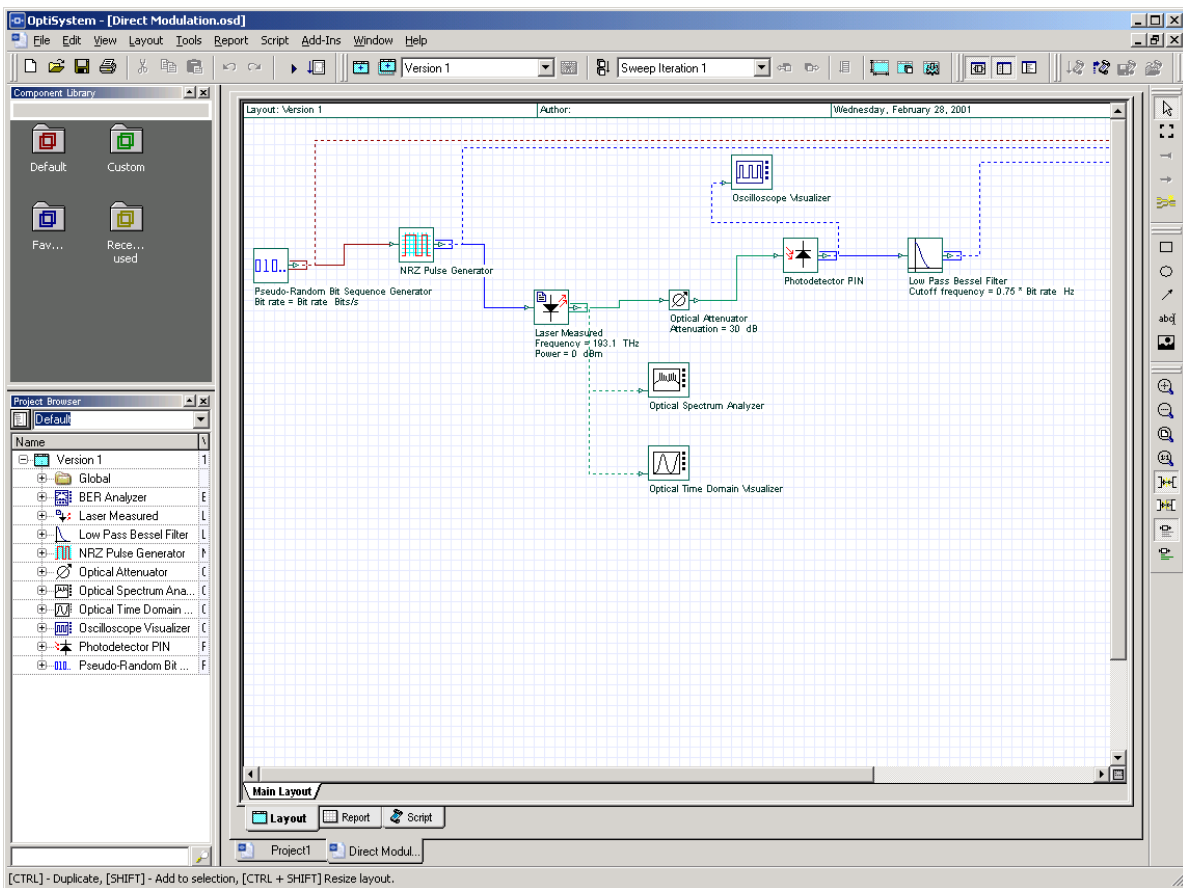 OptiSystem - [Direct Modulation.osd]
File Edit View Layout Tools Report Script Add-Ins Window Help
Version 1
Sweep Iteration 1
Component Library
Default
Custom
Fav...
Rece...
used
Project Browser
Default
Name
Version 1
Global
BER Analyzer
Laser Measured
Low Pass Bessel Filter
NRZ Pulse Generator
Optical Attenuator
Optical Spectrum Ana...
Optical Time Domain ...
Oscilloscope Visualizer
Photodetector PIN
Pseudo-Random Bit ...
Layout: Version 1
Author:
Wednesday, February 28, 2001
Oscilloscope Visualizer
NRZ Pulse Generator
Pseudo-Random Bit Sequence Generator
Bit rate = Bit rate Bits/s
Photodetector PIN
Low Pass Bessel Filter
Cutoff frequency = 0.75 * Bit rate Hz
Laser Measured
Frequency = 193.1 THz
Power = 0 dBm
Optical Attenuator
Attenuation = 30 dB
Optical Spectrum Analyzer
Optical Time Domain Visualizer
Main Layout
Layout Report Script
Project1 Direct Modul...
[CTRL] - Duplicate, [SHIFT] - Add to selection, [CTRL + SHIFT] Resize layout.